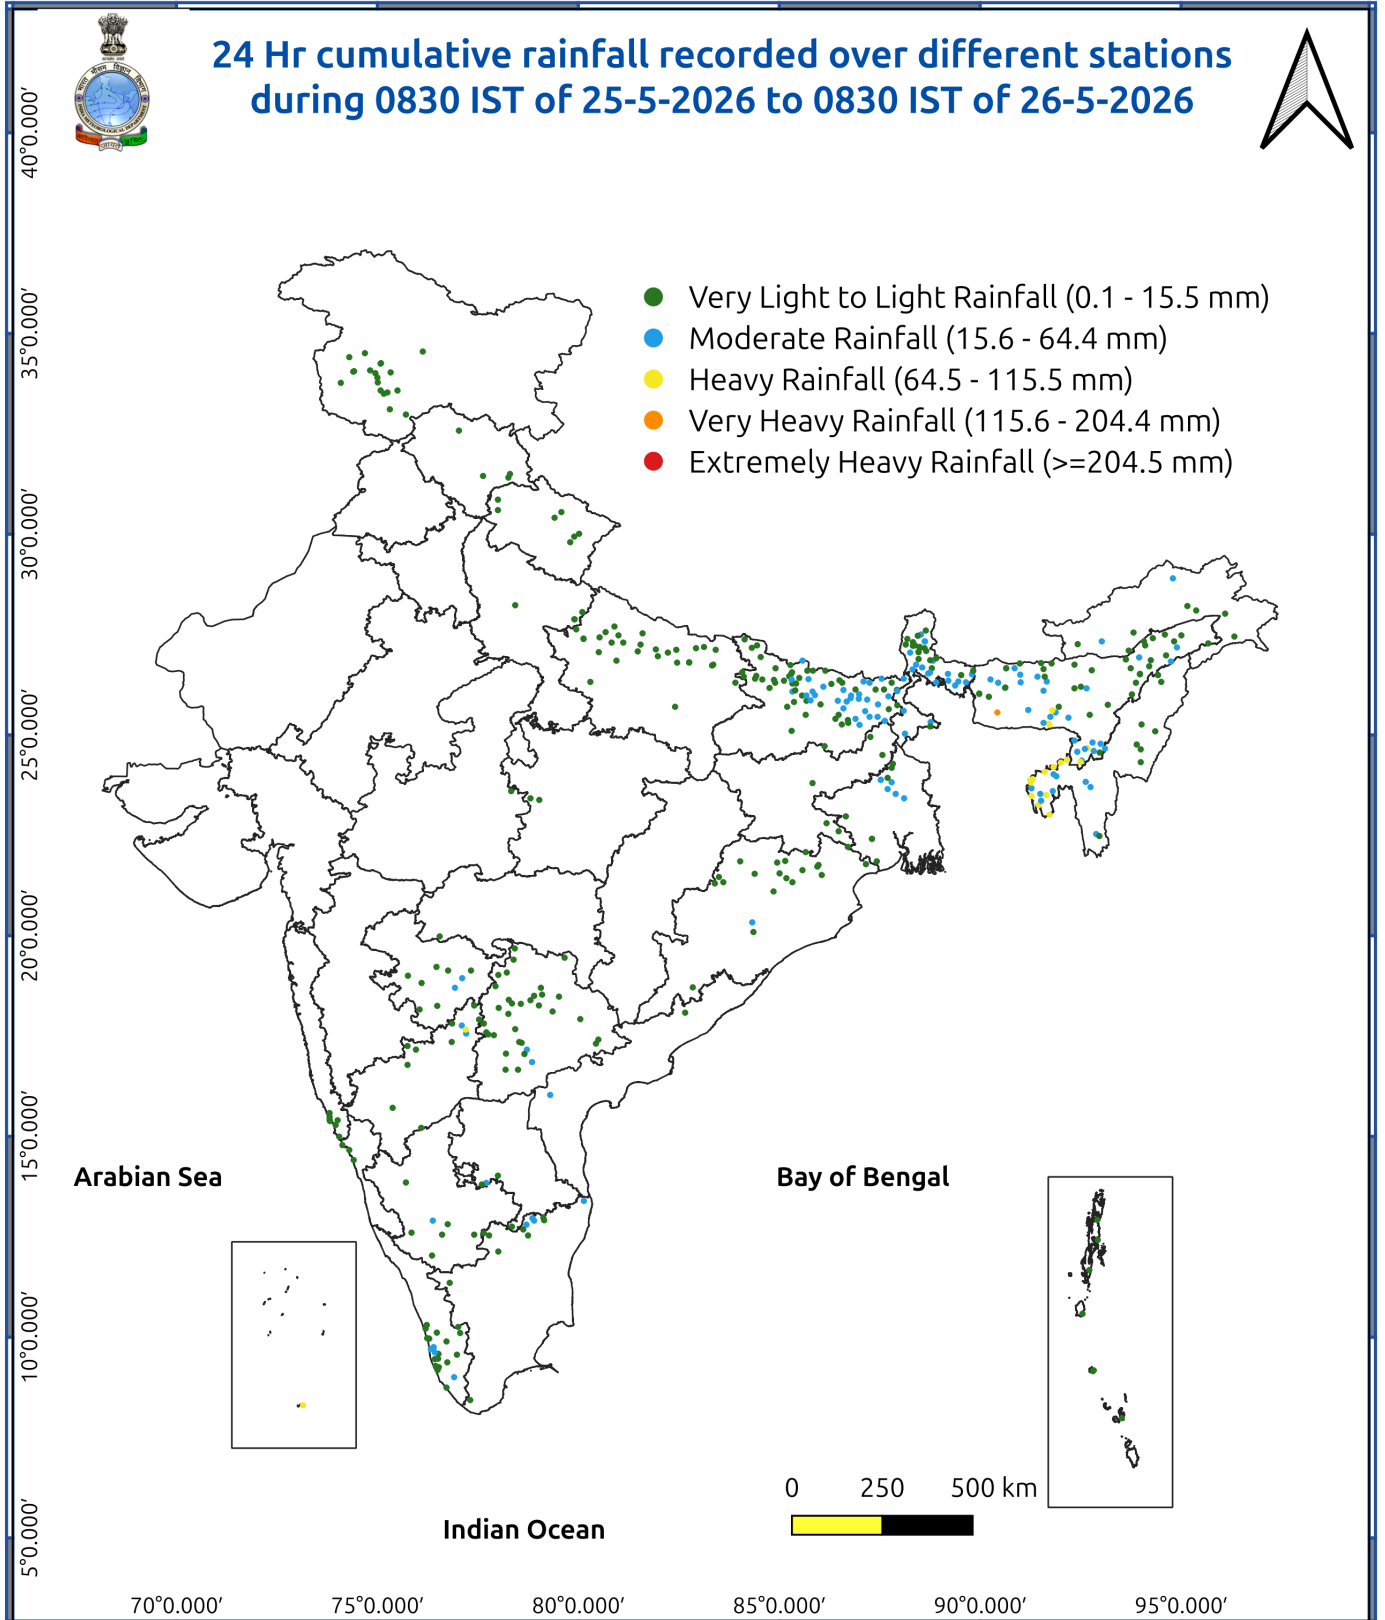 24 Hr cumulative rainfall recorded over different stations
during 0830 IST of 25-5-2026 to 0830 IST of 26-5-2026
40°0.000′
35°0.000′
30°0.000′
25°0.000′
20°0.000′
15°0.000′
10°0.000′
5°0.000′
Very Light to Light Rainfall (0.1 - 15.5 mm)
Moderate Rainfall (15.6 - 64.4 mm)
Heavy Rainfall (64.5 - 115.5 mm)
Very Heavy Rainfall (115.6 - 204.4 mm)
Extremely Heavy Rainfall (>=204.5 mm)
Arabian Sea
Bay of Bengal
Indian Ocean
0 250 500 km
70°0.000′ 75°0.000′ 80°0.000′ 85°0.000′ 90°0.000′ 95°0.000′